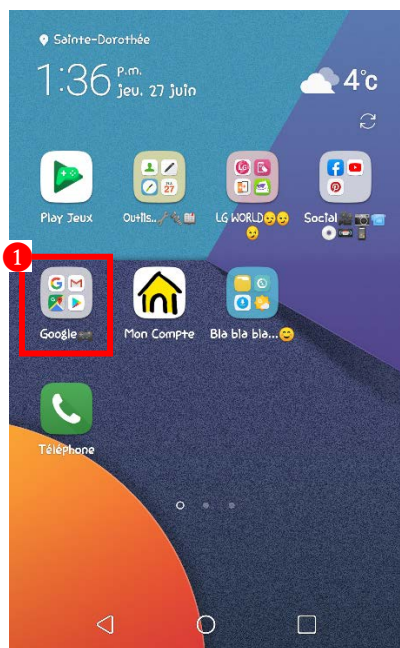 Sainte-Dorothée
1:36 P.m.
jeu. 27 juin
4°c
Play Jeux
Outils..
LG WORLD😉😉
😉
Social🎥📷
1
Google
Mon Compte
Bla bla bla...😊
Téléphone